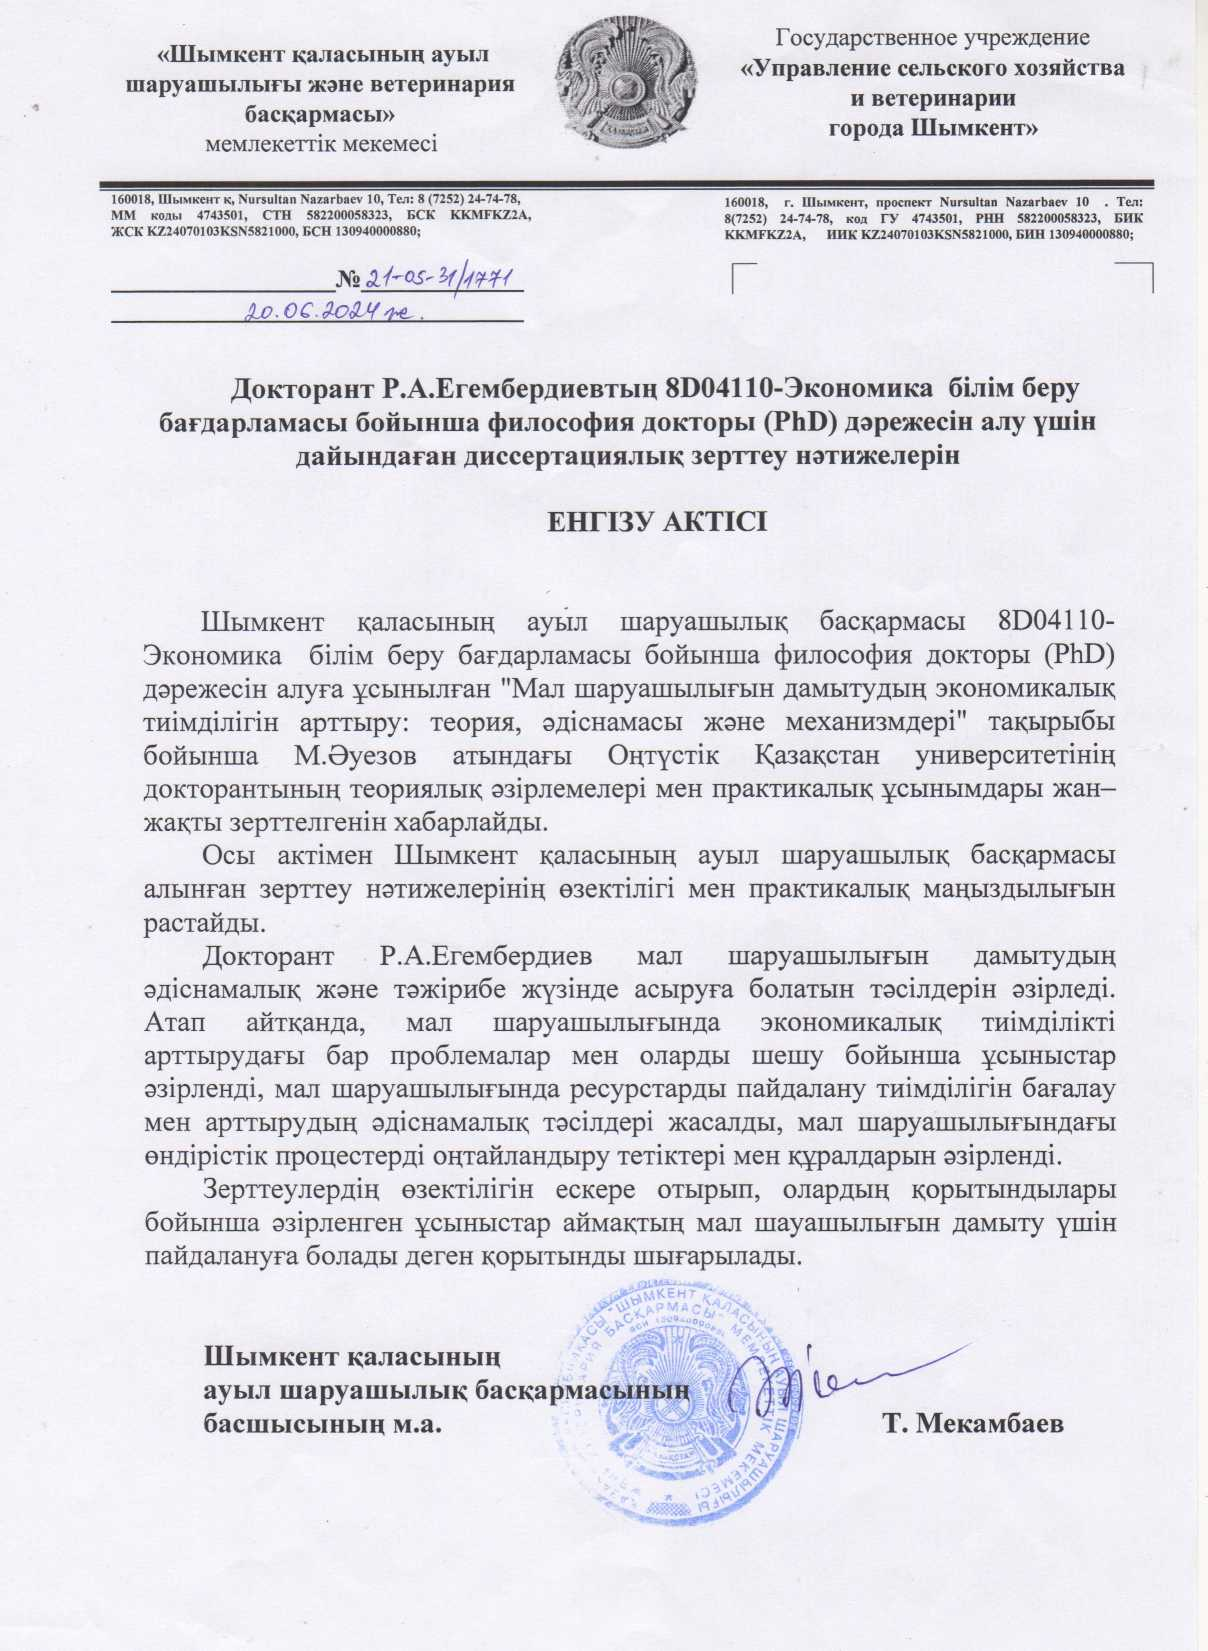 «Шымкент қаласының ауыл
шаруашылығы және ветеринария
басқармасы»
мемлекеттік мекемесі
Государственное учреждение
«Управление сельского хозяйства
и ветеринарии
города Шымкент»
160018, Шымкент қ, Nursultan Nazarbaev 10, Тел: 8 (7252) 24-74-78,
ММ коды 4743501, СТН 582200058323, БСК KKMFKZ2A,
ЖСК KZ24070103KSN5821000, БСН 130940000880;
160018, г. Шымкент, проспект Nursultan Nazarbaev 10 . Тел:
8(7252) 24-74-78, код ГУ 4743501, РНН 582200058323, БИК
KKMFKZ2A, ИИК KZ24070103KSN5821000, БИН 130940000880;
№ 21-05-31/1771
20.06.2024 ж.
Докторант Р.А.Егембердиевтың 8D04110-Экономика білім беру
бағдарламасы бойынша философия докторы (PhD) дәрежесін алу үшін
дайындаған диссертациялық зерттеу нәтижелерін
ЕНГІЗУ АКТІСІ
Шымкент қаласының ауыл шаруашылық басқармасы 8D04110-
Экономика білім беру бағдарламасы бойынша философия докторы (PhD)
дәрежесін алуға ұсынылған "Мал шаруашылығын дамытудың экономикалық
тиімділігін арттыру: теория, әдіснамасы және механизмдері" тақырыбы
бойынша М.Әуезов атындағы Оңтүстік Қазақстан университетінің
докторантының теориялық әзірлемелері мен практикалық ұсынымдары жан–
жақты зерттелгенін хабарлайды.
Осы актімен Шымкент қаласының ауыл шаруашылық басқармасы
алынған зерттеу нәтижелерінің өзектілігі мен практикалық маңыздылығын
растайды.
Докторант Р.А.Егембердиев мал шаруашылығын дамытудың
әдіснамалық және тәжірибе жүзінде асыруға болатын тәсілдерін әзірледі.
Атап айтқанда, мал шаруашылығында экономикалық тиімділікті
арттырудағы бар проблемалар мен оларды шешу бойынша ұсыныстар
әзірленді, мал шаруашылығында ресурстарды пайдалану тиімділігін бағалау
мен арттырудың әдіснамалық тәсілдері жасалды, мал шаруашылығындағы
өндірістік процестерді оңтайландыру тетіктері мен құралдарын әзірленді.
Зерттеулердің өзектілігін ескере отырып, олардың қорытындылары
бойынша әзірленген ұсыныстар аймақтың мал шауашылығын дамыту үшін
пайдалануға болады деген қорытынды шығарылады.
Шымкент қаласының
ауыл шаруашылық басқармасының
басшысының м.а.
Т. Мекамбаев
"ШЫМКЕНТ ҚАЛАСЫНЫҢ АУЫЛ ШАРУАШЫЛЫҒЫ
БАСҚАРМАСЫ" МЕМЛЕКЕТТІК МЕКЕМЕСІ
ҚАЗАҚСТАН